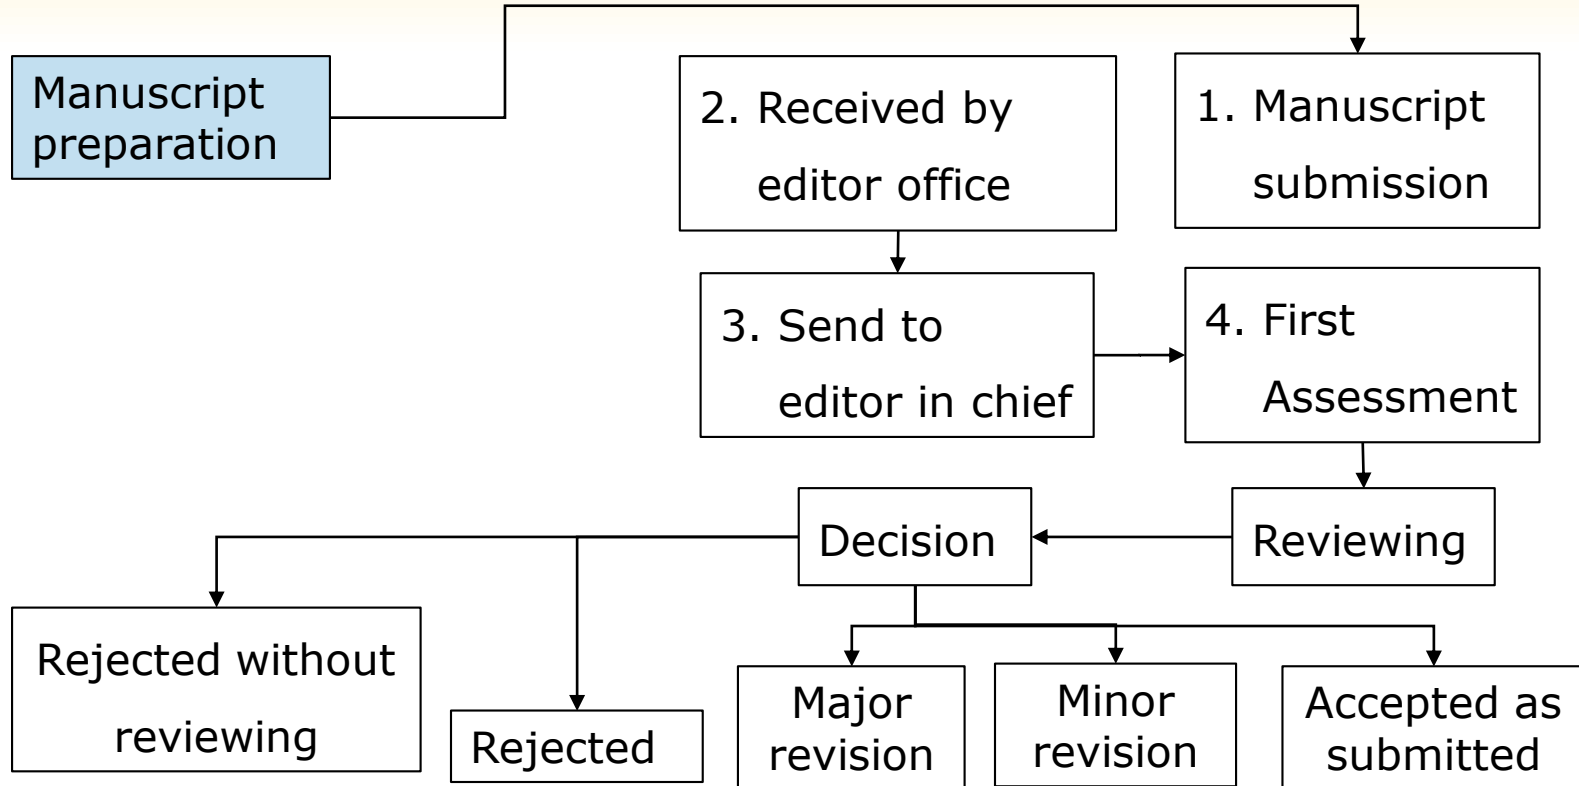 Manuscript
preparation
2. Received by
editor office
1. Manuscript
submission
3. Send to
editor in chief
4. First
Assessment
Decision
Reviewing
Rejected without
reviewing
Rejected
Major
revision
Minor
revision
Accepted as
submitted